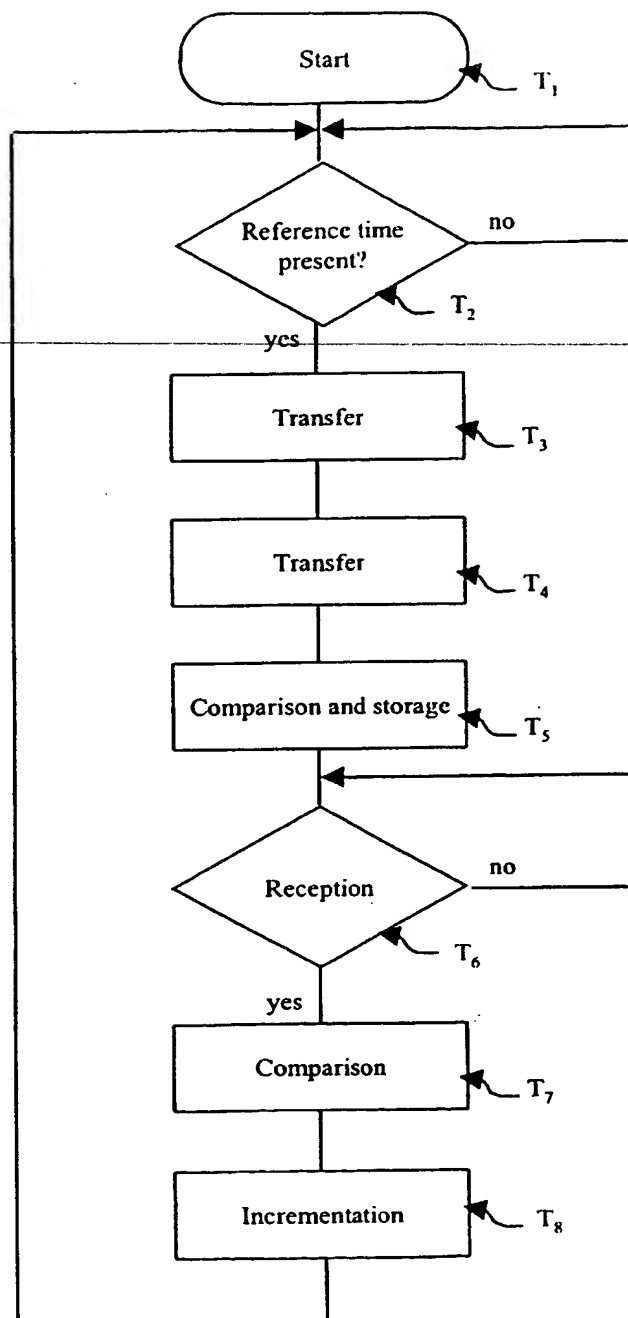 Start
T₁
Reference time
present?
no
T₂
yes
Transfer
T₃
Transfer
T₄
Comparison and storage
T₅
Reception
no
T₆
yes
Comparison
T₇
Incrementation
T₈